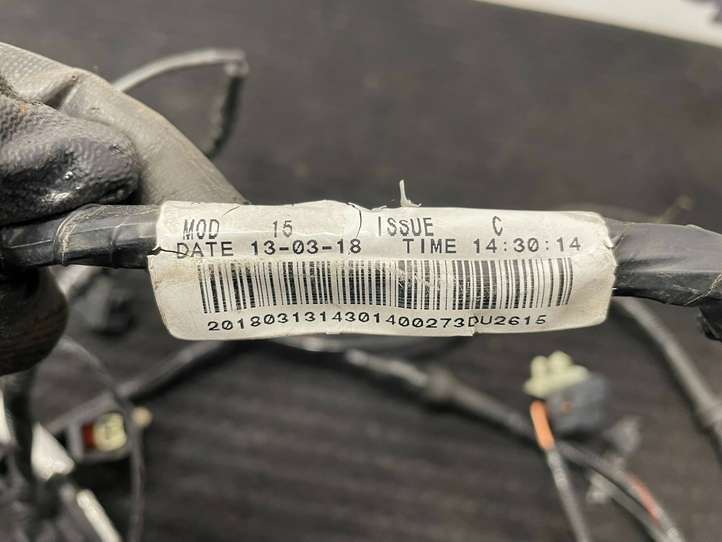 MOD 15 ISSUE C
DATE 13-03-18 TIME 14:30:14
2018031314301400273DU2615